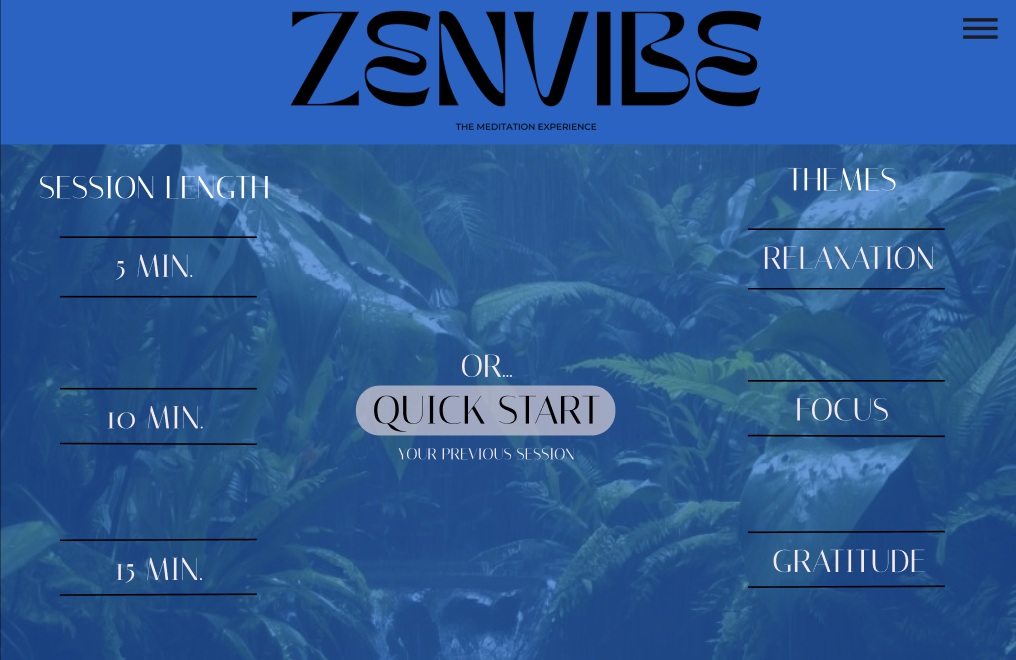 ZENVIBE
THE MEDITATION EXPERIENCE
SESSION LENGTH
5 MIN.
10 MIN.
15 MIN.
OR...
QUICK START
YOUR PREVIOUS SESSION
THEMES
RELAXATION
FOCUS
GRATITUDE